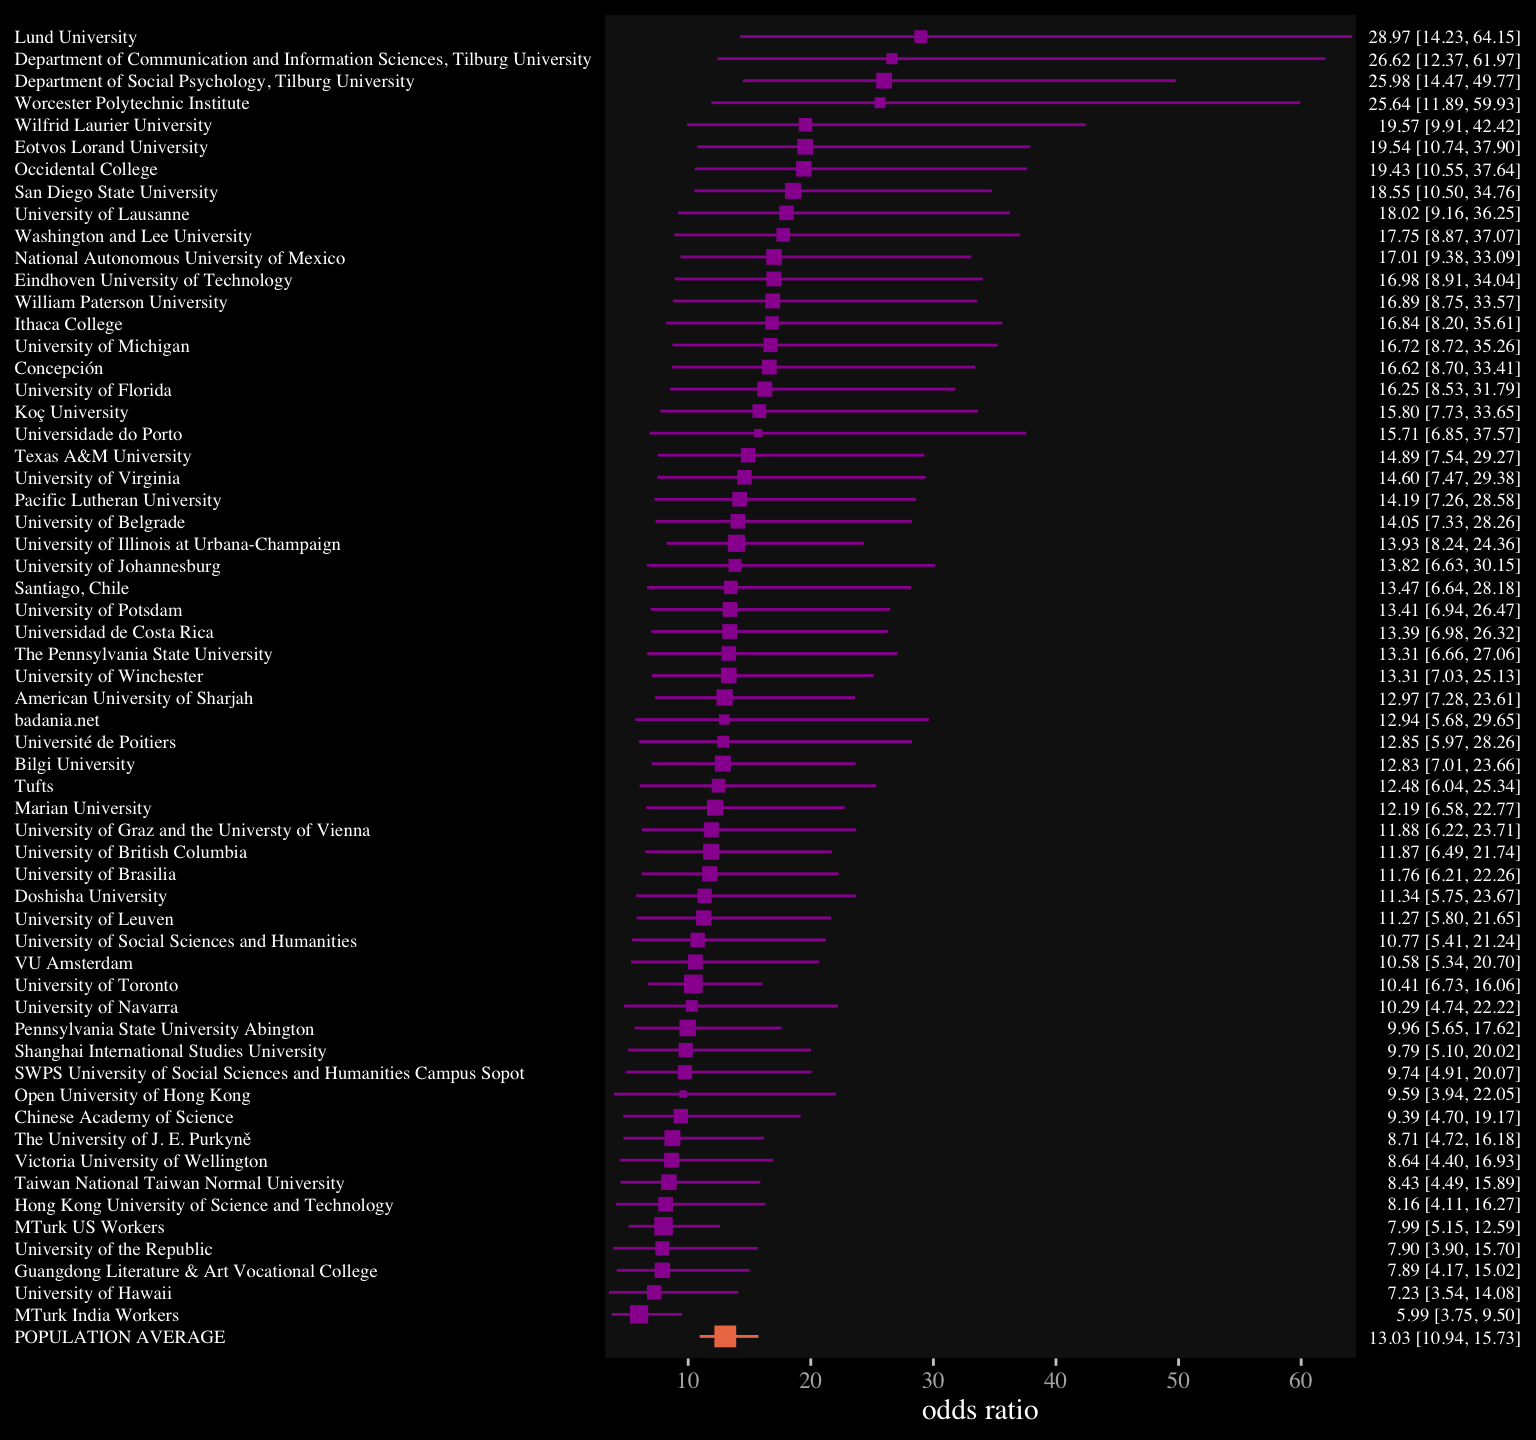 Lund University 28.97 [14.23, 64.15]
Department of Communication and Information Sciences, Tilburg University 26.62 [12.37, 61.97]
Department of Social Psychology, Tilburg University 25.98 [14.47, 49.77]
Worcester Polytechnic Institute 25.64 [11.89, 59.93]
Wilfrid Laurier University 19.57 [9.91, 42.42]
Eotvos Lorand University 19.54 [10.74, 37.90]
Occidental College 19.43 [10.55, 37.64]
San Diego State University 18.55 [10.50, 34.76]
University of Lausanne 18.02 [9.16, 36.25]
Washington and Lee University 17.75 [8.87, 37.07]
National Autonomous University of Mexico 17.01 [9.38, 33.09]
Eindhoven University of Technology 16.98 [8.91, 34.04]
William Paterson University 16.89 [8.75, 33.57]
Ithaca College 16.84 [8.20, 35.61]
University of Michigan 16.72 [8.72, 35.26]
Concepción 16.62 [8.70, 33.41]
University of Florida 16.25 [8.53, 31.79]
Koç University 15.80 [7.73, 33.65]
Universidade do Porto 15.71 [6.85, 37.57]
Texas A&M University 14.89 [7.54, 29.27]
University of Virginia 14.60 [7.47, 29.38]
Pacific Lutheran University 14.19 [7.26, 28.58]
University of Belgrade 14.05 [7.33, 28.26]
University of Illinois at Urbana-Champaign 13.93 [8.24, 24.36]
University of Johannesburg 13.82 [6.63, 30.15]
Santiago, Chile 13.47 [6.64, 28.18]
University of Potsdam 13.41 [6.94, 26.47]
Universidad de Costa Rica 13.39 [6.98, 26.32]
The Pennsylvania State University 13.31 [6.66, 27.06]
University of Winchester 13.31 [7.03, 25.13]
American University of Sharjah 12.97 [7.28, 23.61]
badania.net 12.94 [5.68, 29.65]
Université de Poitiers 12.85 [5.97, 28.26]
Bilgi University 12.83 [7.01, 23.66]
Tufts 12.48 [6.04, 25.34]
Marian University 12.19 [6.58, 22.77]
University of Graz and the Universty of Vienna 11.88 [6.22, 23.71]
University of British Columbia 11.87 [6.49, 21.74]
University of Brasilia 11.76 [6.21, 22.26]
Doshisha University 11.34 [5.75, 23.67]
University of Leuven 11.27 [5.80, 21.65]
University of Social Sciences and Humanities 10.77 [5.41, 21.24]
VU Amsterdam 10.58 [5.34, 20.70]
University of Toronto 10.41 [6.73, 16.06]
University of Navarra 10.29 [4.74, 22.22]
Pennsylvania State University Abington 9.96 [5.65, 17.62]
Shanghai International Studies University 9.79 [5.10, 20.02]
SWPS University of Social Sciences and Humanities Campus Sopot 9.74 [4.91, 20.07]
Open University of Hong Kong 9.59 [3.94, 22.05]
Chinese Academy of Science 9.39 [4.70, 19.17]
The University of J. E. Purkyně 8.71 [4.72, 16.18]
Victoria University of Wellington 8.64 [4.40, 16.93]
Taiwan National Taiwan Normal University 8.43 [4.49, 15.89]
Hong Kong University of Science and Technology 8.16 [4.11, 16.27]
MTurk US Workers 7.99 [5.15, 12.59]
University of the Republic 7.90 [3.90, 15.70]
Guangdong Literature & Art Vocational College 7.89 [4.17, 15.02]
University of Hawaii 7.23 [3.54, 14.08]
MTurk India Workers 5.99 [3.75, 9.50]
POPULATION AVERAGE 13.03 [10.94, 15.73]
10 20 30 40 50 60
odds ratio